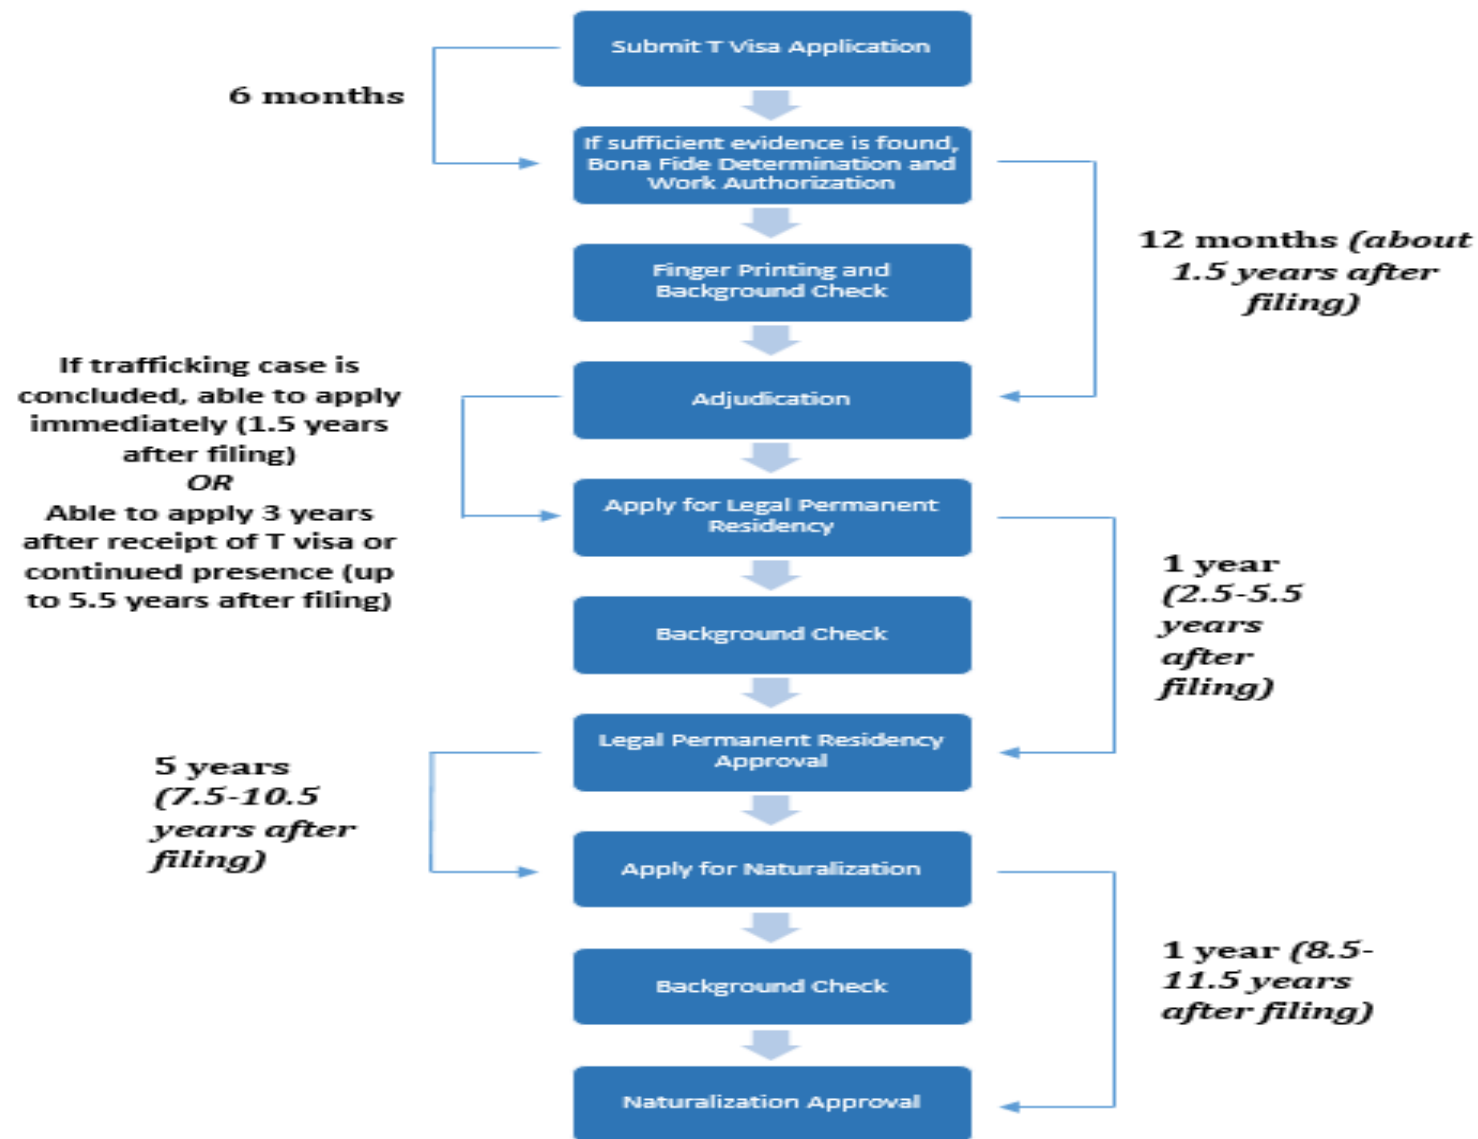 Submit T Visa Application
6 months
If sufficient evidence is found,
Bona Fide Determination and
Work Authorization
12 months (about
1.5 years after
filing)
Finger Printing and
Background Check
If trafficking case is
concluded, able to apply
immediately (1.5 years
after filing)
OR
Able to apply 3 years
after receipt of T visa or
continued presence (up
to 5.5 years after filing)
Adjudication
Apply for Legal Permanent
Residency
1 year
(2.5-5.5
years
after
filing)
Background Check
Legal Permanent Residency
Approval
5 years
(7.5-10.5
years after
filing)
Apply for Naturalization
1 year (8.5-
11.5 years
after filing)
Background Check
Naturalization Approval